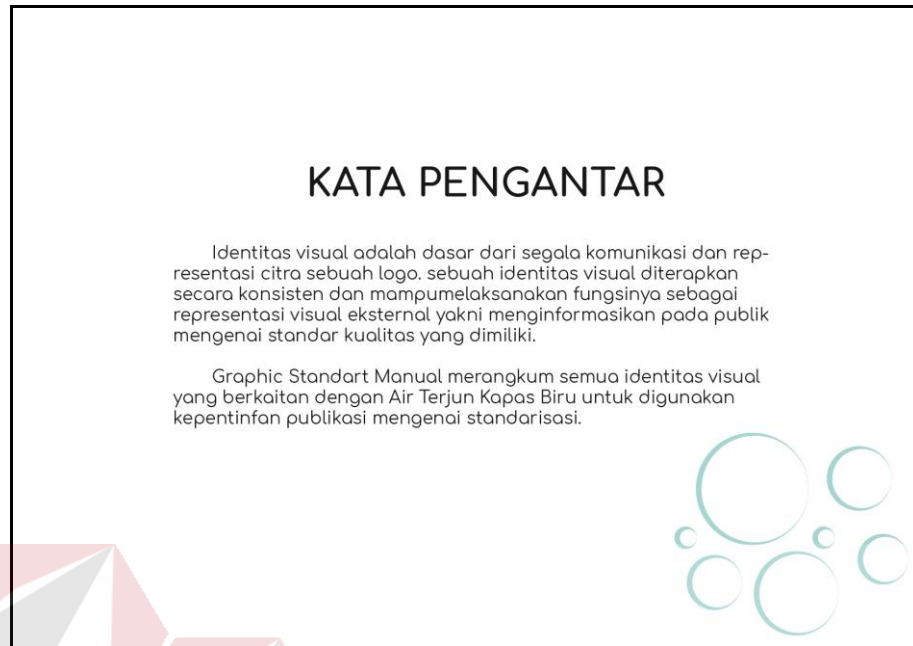 KATA PENGANTAR
Identitas visual adalah dasar dari segala komunikasi dan rep-
resentasi citra sebuah logo. sebuah identitas visual diterapkan
secara konsisten dan mampumelaksanakan fungsinya sebagai
representasi visual eksternal yakni menginformasikan pada publik
mengenai standar kualitas yang dimiliki.
Graphic Standart Manual merangkum semua identitas visual
yang berkaitan dengan Air Terjun Kapas Biru untuk digunakan
kepentinfan publikasi mengenai standarisasi.